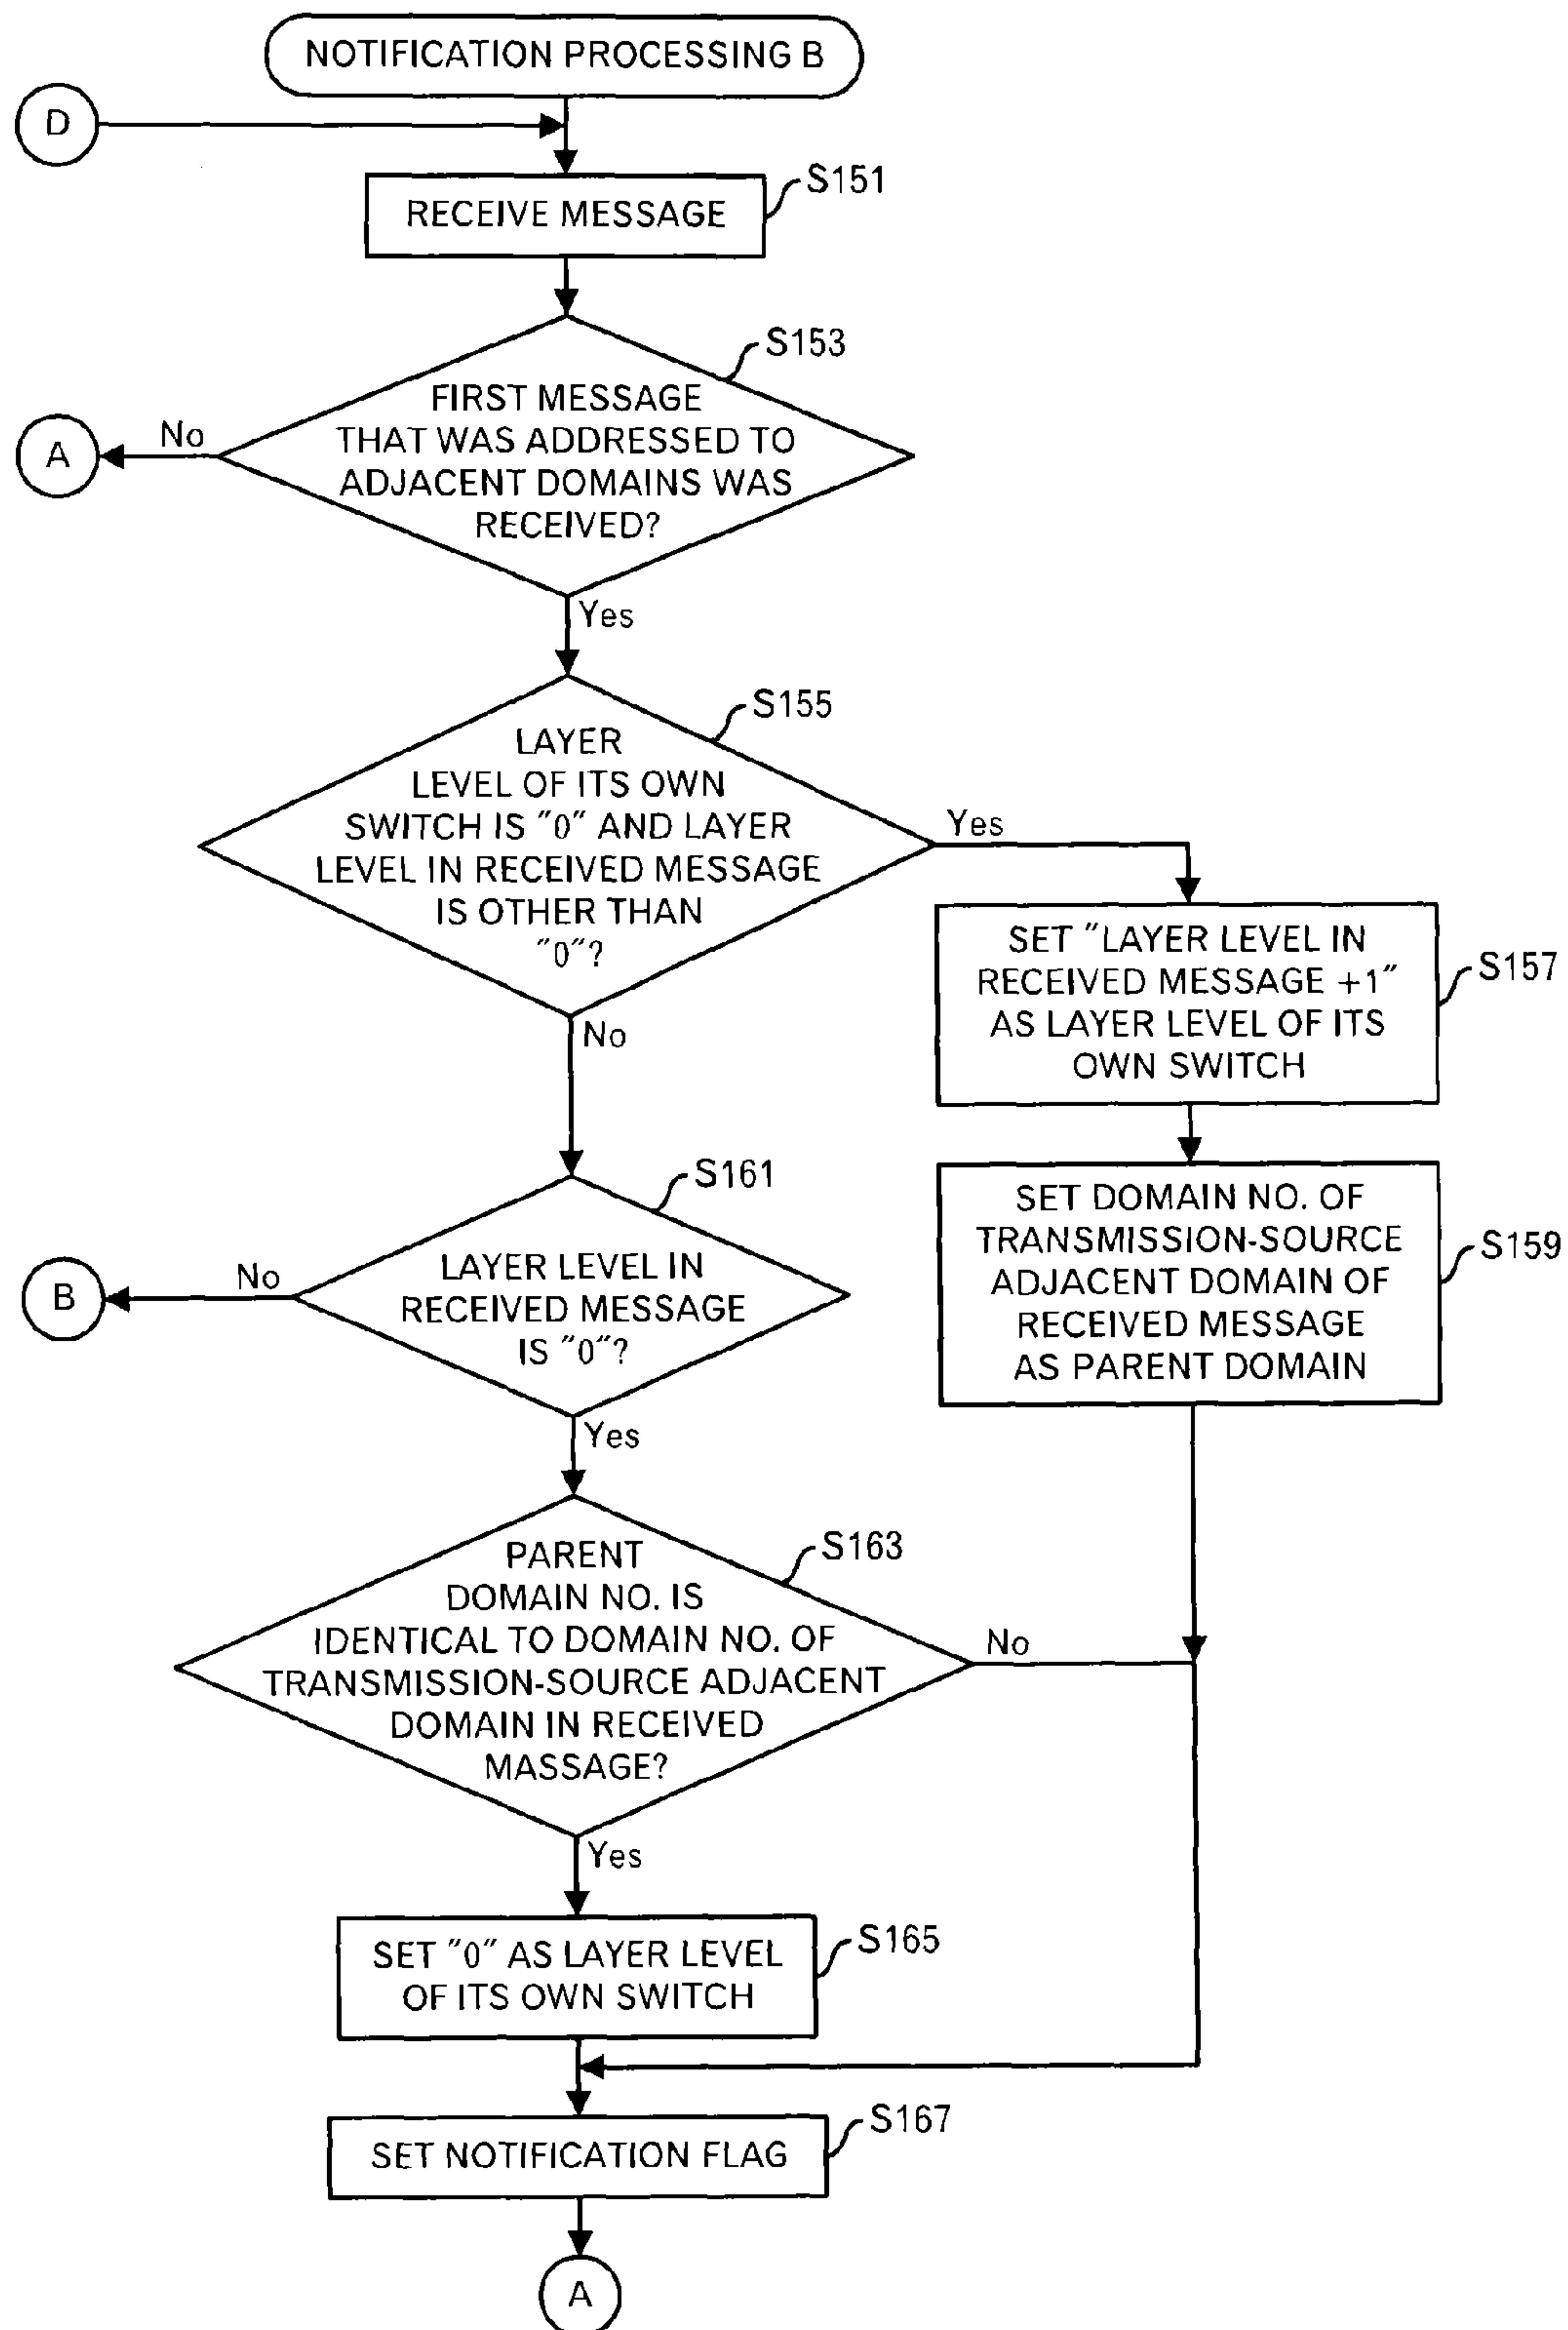 NOTIFICATION PROCESSING B
D
S151
RECEIVE MESSAGE
S153
FIRST MESSAGE
THAT WAS ADDRESSED TO
ADJACENT DOMAINS WAS
RECEIVED?
No
A
Yes
S155
LAYER
LEVEL OF ITS OWN
SWITCH IS "0" AND LAYER
LEVEL IN RECEIVED MESSAGE
IS OTHER THAN
"0"?
Yes
No
SET "LAYER LEVEL IN
RECEIVED MESSAGE +1"
AS LAYER LEVEL OF ITS
OWN SWITCH
S157
SET DOMAIN NO. OF
TRANSMISSION-SOURCE
ADJACENT DOMAIN OF
RECEIVED MESSAGE
AS PARENT DOMAIN
S159
S161
LAYER LEVEL IN
RECEIVED MESSAGE
IS "0"?
No
B
Yes
S163
PARENT
DOMAIN NO. IS
IDENTICAL TO DOMAIN NO. OF
TRANSMISSION-SOURCE ADJACENT
DOMAIN IN RECEIVED
MASSAGE?
No
Yes
S165
SET "0" AS LAYER LEVEL
OF ITS OWN SWITCH
S167
SET NOTIFICATION FLAG
A